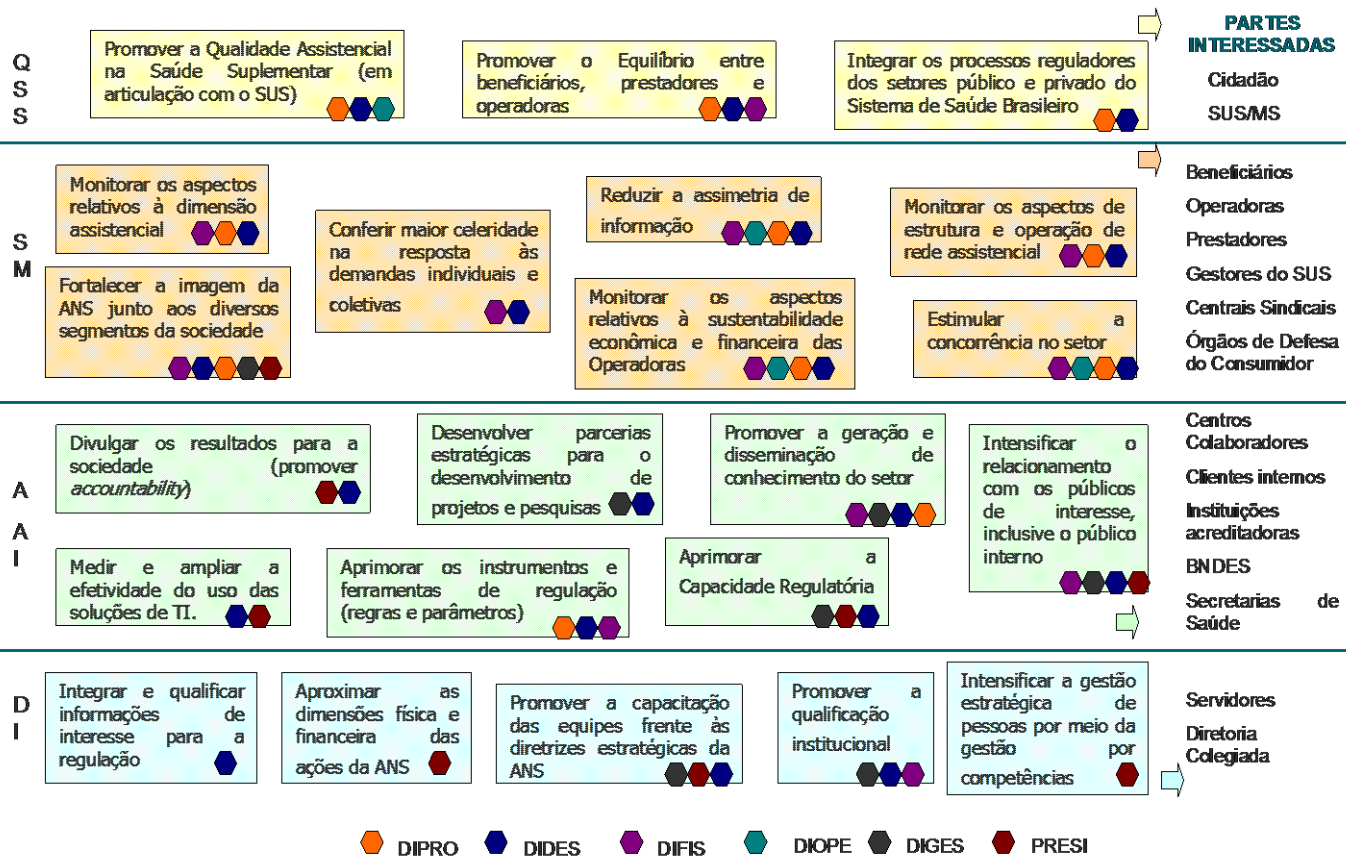 Q
S
S
Promover a Qualidade Assistencial
na Saúde Suplementar (em
articulação com o SUS)
Promover o Equilíbrio entre
beneficiários, prestadores e
operadoras
Integrar os processos reguladores
dos setores público e privado do
Sistema de Saúde Brasileiro
PARTES
INTERESSADAS
Cidadão
SUS/MS
S
M
Monitorar os aspectos
relativos à dimensão
assistencial
Fortalecer a imagem da
ANS junto aos diversos
segmentos da sociedade
Conferir maior celeridade
na resposta às
demandas individuais e
coletivas
Reduzir a assimetria de
informação
Monitorar os aspectos
relativos à sustentabilidade
econômica e financeira das
Operadoras
Monitorar os aspectos de
estrutura e operação de
rede assistencial
Estimular a
concorrência no setor
Beneficiários
Operadoras
Prestadores
Gestores do SUS
Centrais Sindicais
Órgãos de Defesa
do Consumidor
A
A
I
Divulgar os resultados para a
sociedade (promover
accountability)
Desenvolver parcerias
estratégicas para o
desenvolvimento de
projetos e pesquisas
Promover a geração e
disseminação de
conhecimento do setor
Intensificar o
relacionamento
com os públicos
de interesse,
inclusive o público
interno
Medir e ampliar a
efetividade do uso das
soluções de TI.
Aprimorar os instrumentos e
ferramentas de regulação
(regras e parâmetros)
Aprimorar a
Capacidade Regulatória
Centros
Colaboradores
Clientes internos
Instituições
acreditadoras
BNDES
Secretarias de
Saúde
D
I
Integrar e qualificar
informações de
interesse para a
regulação
Aproximar as
dimensões física e
financeira das
ações da ANS
Promover a capacitação
das equipes frente às
diretrizes estratégicas da
ANS
Promover a
qualificação
institucional
Intensificar a gestão
estratégica de
pessoas por meio da
gestão por
competências
Servidores
Diretoria
Colegiada
DIPRO DIDES DIFIS DIOPE DIGES PRESI